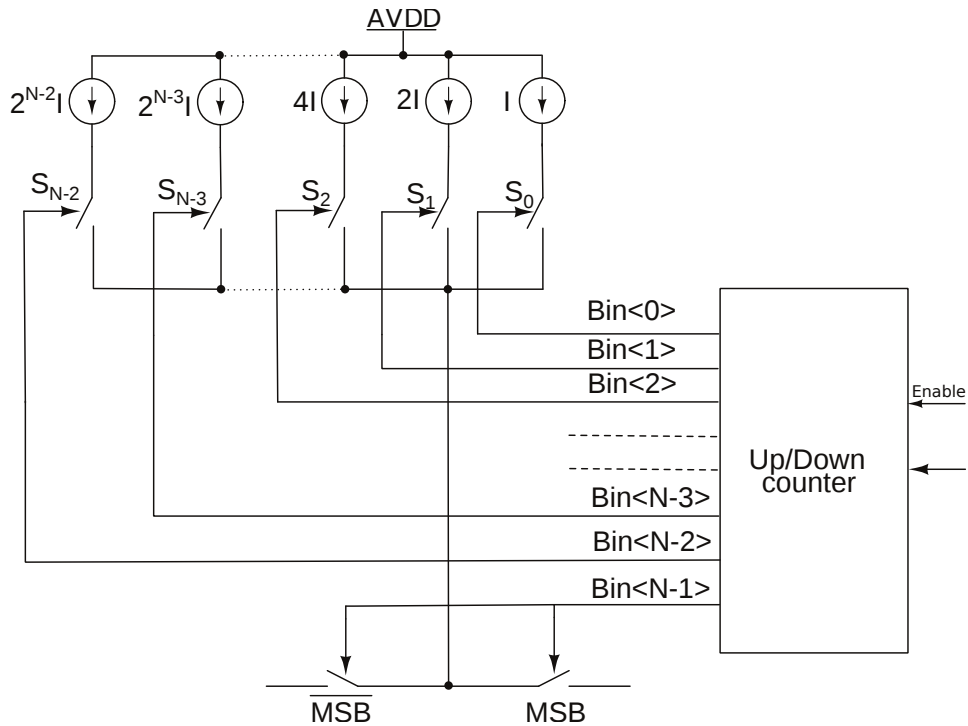 AVDD
2^{N-2}I 2^{N-3}I 4I 2I I
S_{N-2} S_{N-3} S_2 S_1 S_0
Bin<0>
Bin<1>
Bin<2>
Enable
Up/Down
counter
Bin<N-3>
Bin<N-2>
Bin<N-1>
\overline{MSB} MSB